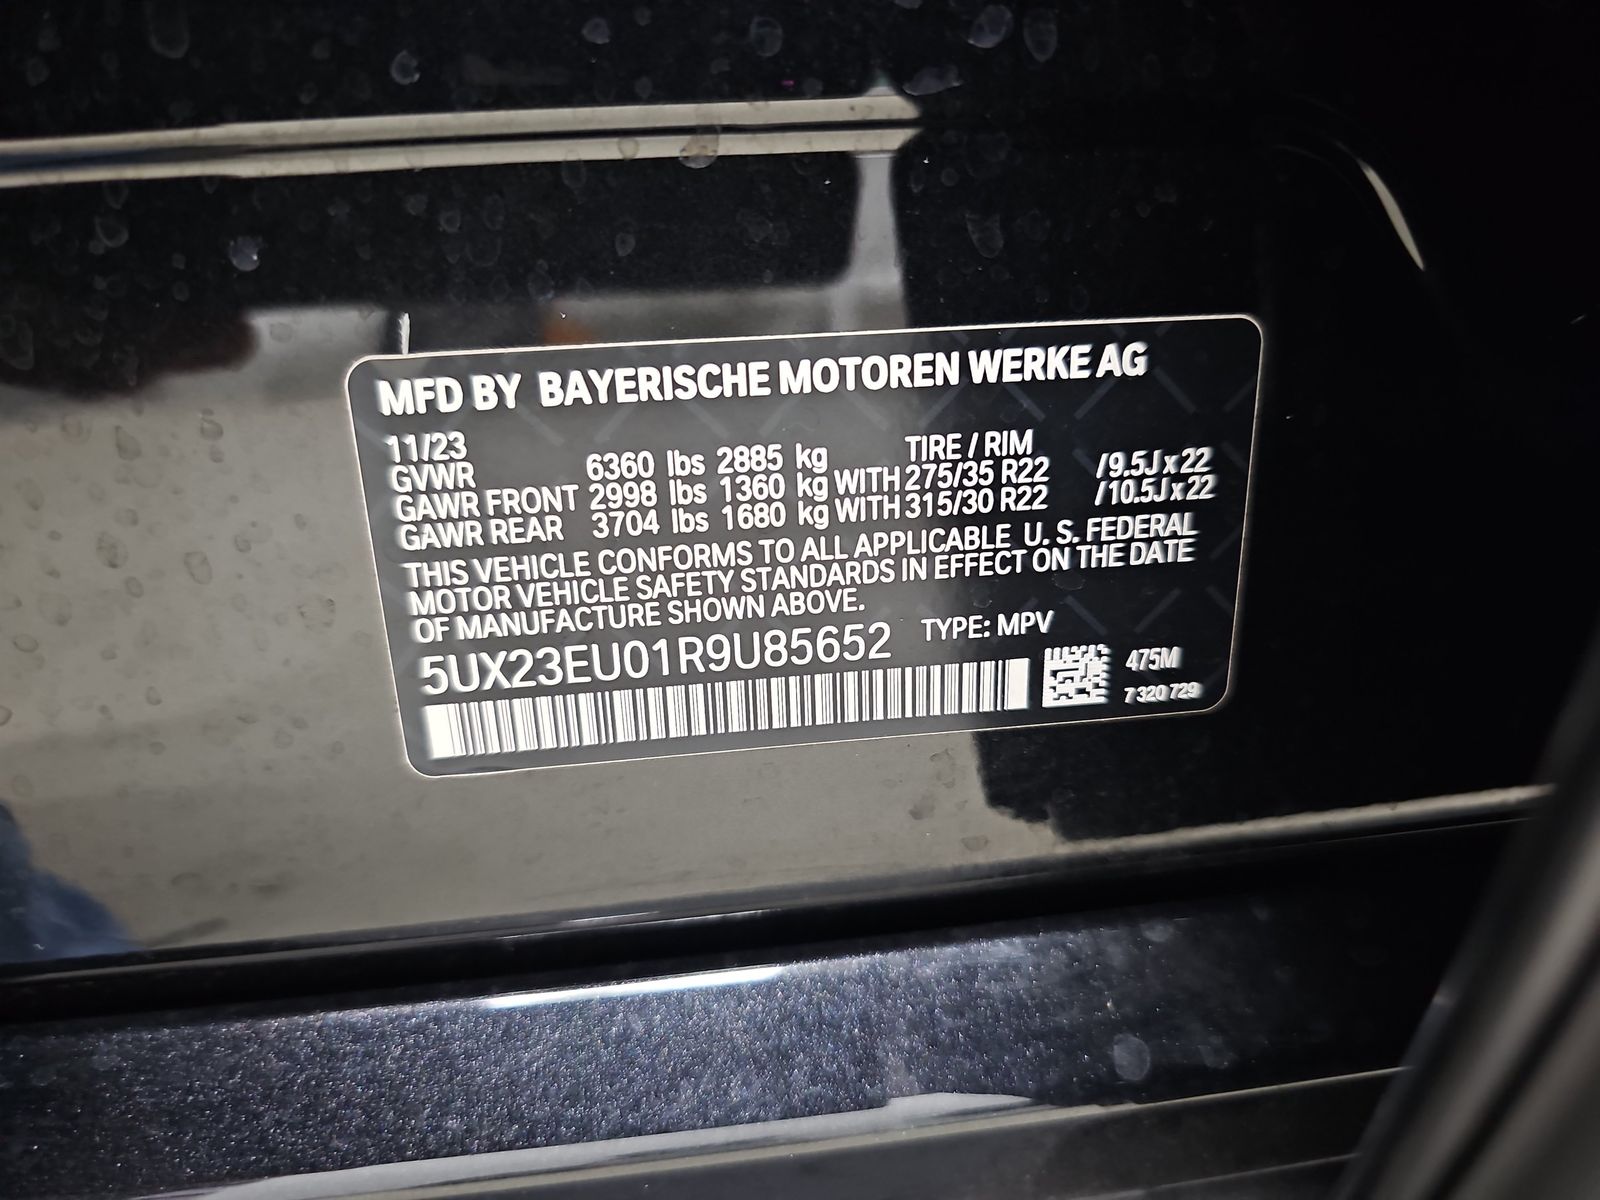 MFD BY BAYERISCHE MOTOREN WERKE AG
11/23 TIRE / RIM
GVWR 6360 lbs 2885 kg
GAWR FRONT 2998 lbs 1360 kg WITH 275/35 R22 /9.5J x 22
GAWR REAR 3704 lbs 1680 kg WITH 315/30 R22 /10.5J x 22
THIS VEHICLE CONFORMS TO ALL APPLICABLE U. S. FEDERAL
MOTOR VEHICLE SAFETY STANDARDS IN EFFECT ON THE DATE
OF MANUFACTURE SHOWN ABOVE.
5UX23EU01R9U85652 TYPE: MPV
475M
7 320 729